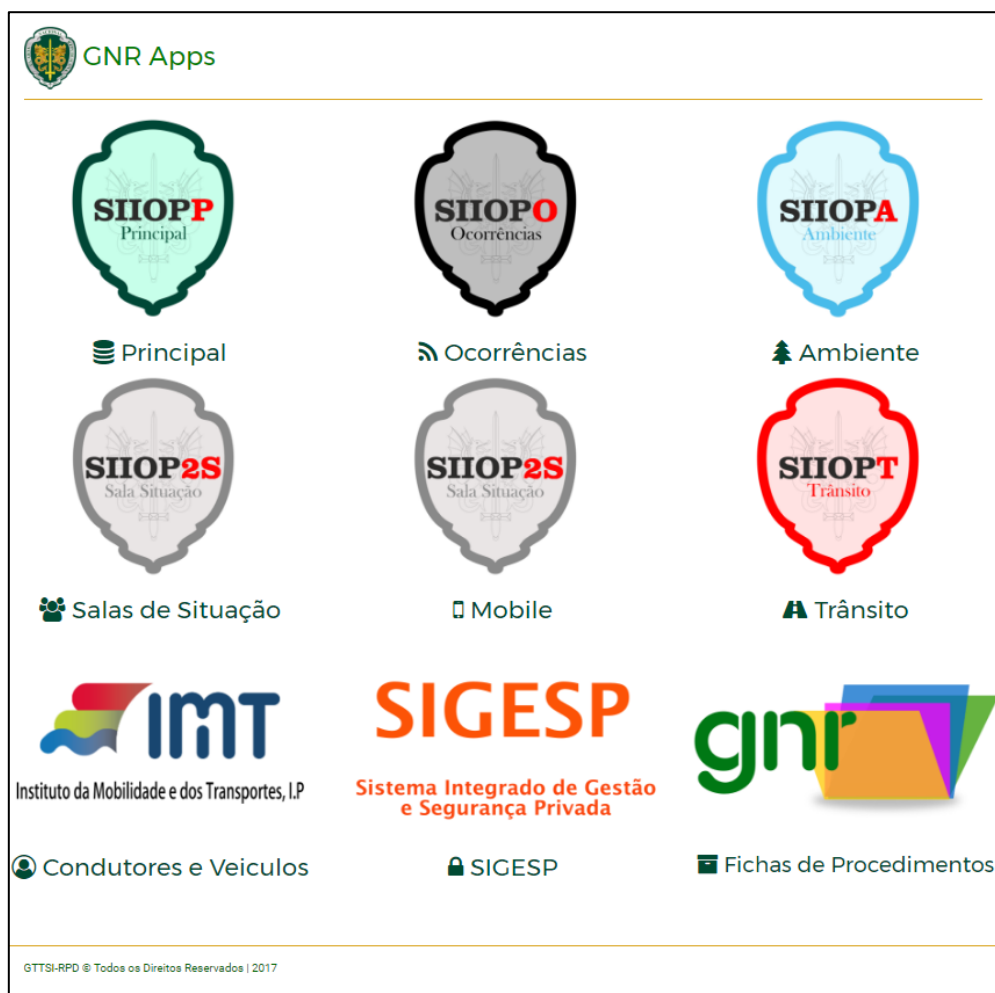 GNR Apps
SIIOPP
Principal
SIIOPO
Ocorrências
SIIOPA
Ambiente
Principal
Ocorrências
Ambiente
SIIOP2S
Sala Situação
SIIOP2S
Sala Situação
SIIOPT
Trânsito
Salas de Situação
Mobile
Trânsito
IMT
Instituto da Mobilidade e dos Transportes, I.P
SIGESP
Sistema Integrado de Gestão
e Segurança Privada
gnr
Condutores e Veiculos
SIGESP
Fichas de Procedimentos
GTTSI-RPD © Todos os Direitos Reservados | 2017